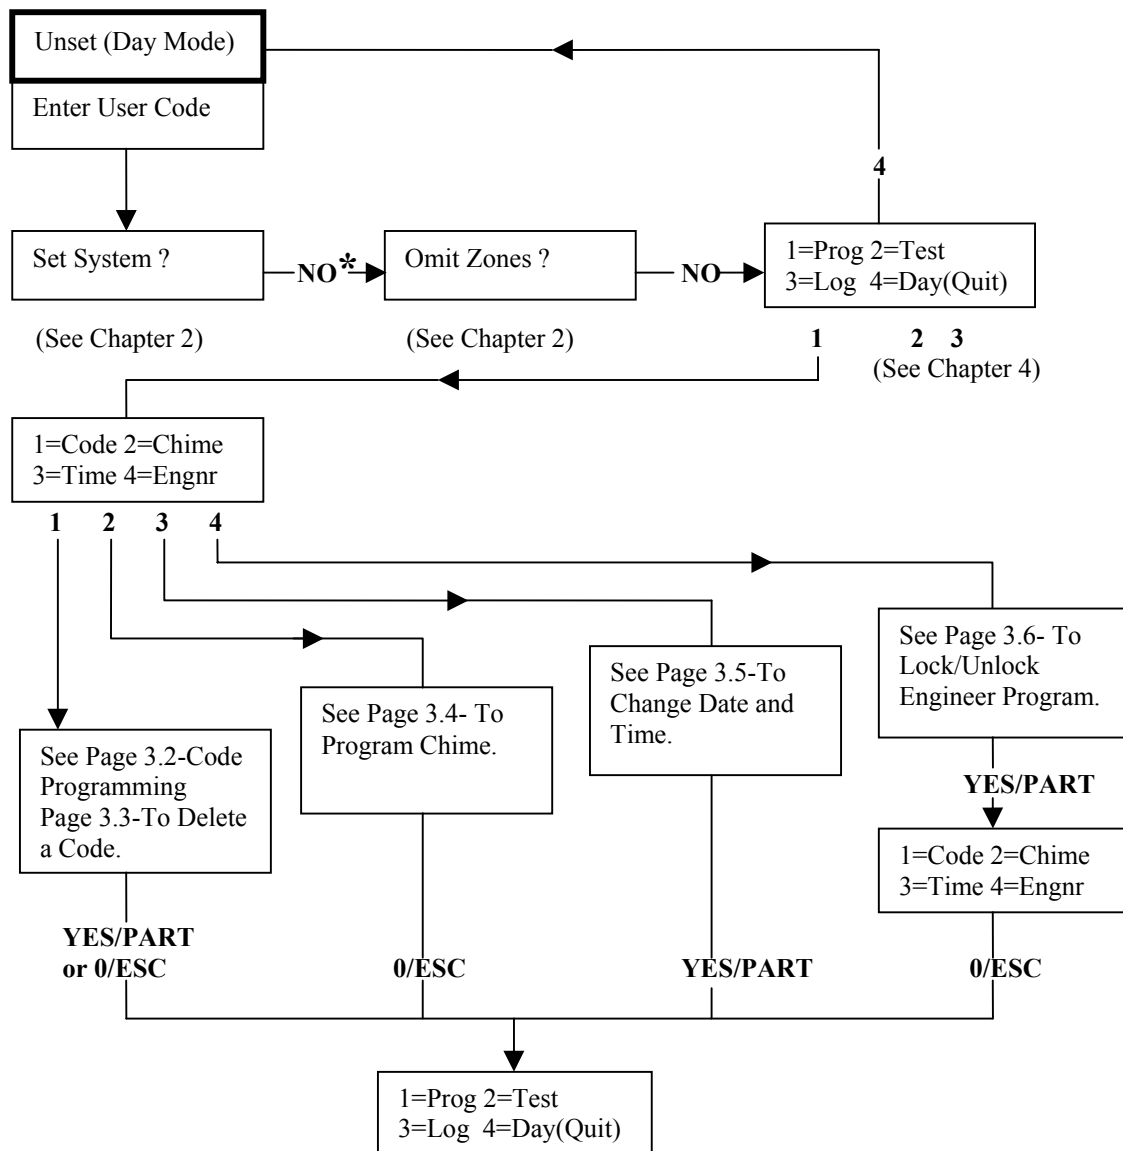 Unset (Day Mode)
Enter User Code
4
Set System ?
NO*
Omit Zones ?
NO
1=Prog 2=Test
3=Log 4=Day(Quit)
(See Chapter 2)
(See Chapter 2)
1
2 3
(See Chapter 4)
1=Code 2=Chime
3=Time 4=Engnr
1 2 3 4
See Page 3.2-Code
Programming
Page 3.3-To Delete
a Code.
See Page 3.4- To
Program Chime.
See Page 3.5-To
Change Date and
Time.
See Page 3.6- To
Lock/Unlock
Engineer Program.
YES/PART
1=Code 2=Chime
3=Time 4=Engnr
YES/PART
or 0/ESC
0/ESC
YES/PART
0/ESC
1=Prog 2=Test
3=Log 4=Day(Quit)